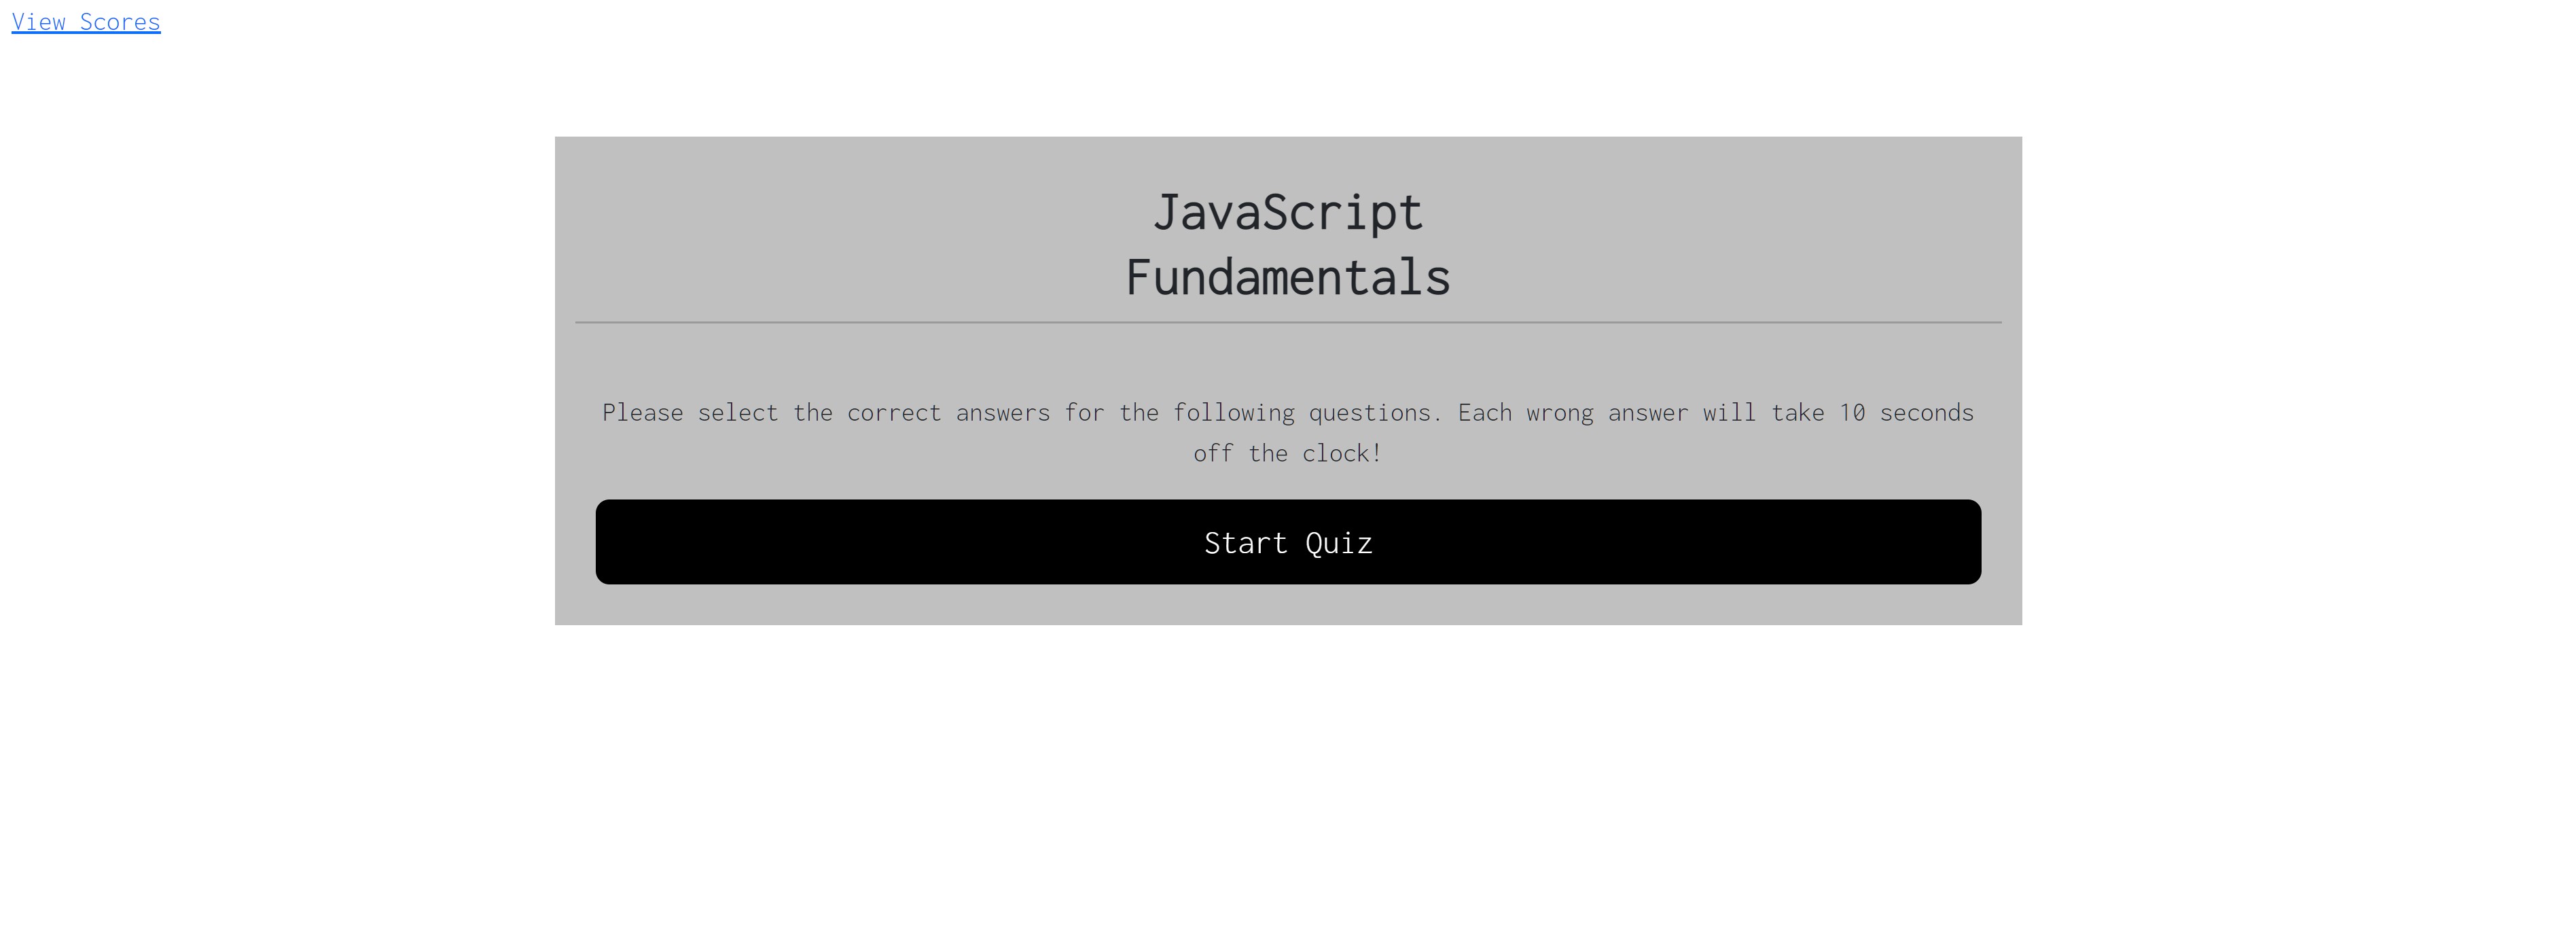 View Scores
JavaScript
Fundamentals
Please select the correct answers for the following questions. Each wrong answer will take 10 seconds
off the clock!
Start Quiz